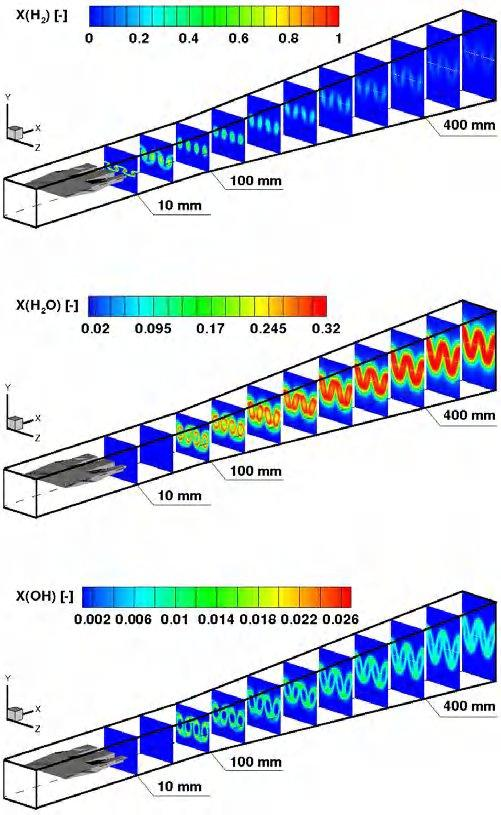 X(H₂) [-]
0 0.2 0.4 0.6 0.8 1
Y
X
Z
400 mm
100 mm
10 mm
X(H₂O) [-]
0.02 0.095 0.17 0.245 0.32
Y
X
Z
400 mm
100 mm
10 mm
X(OH) [-]
0.002 0.006 0.01 0.014 0.018 0.022 0.026
Y
X
Z
400 mm
100 mm
10 mm